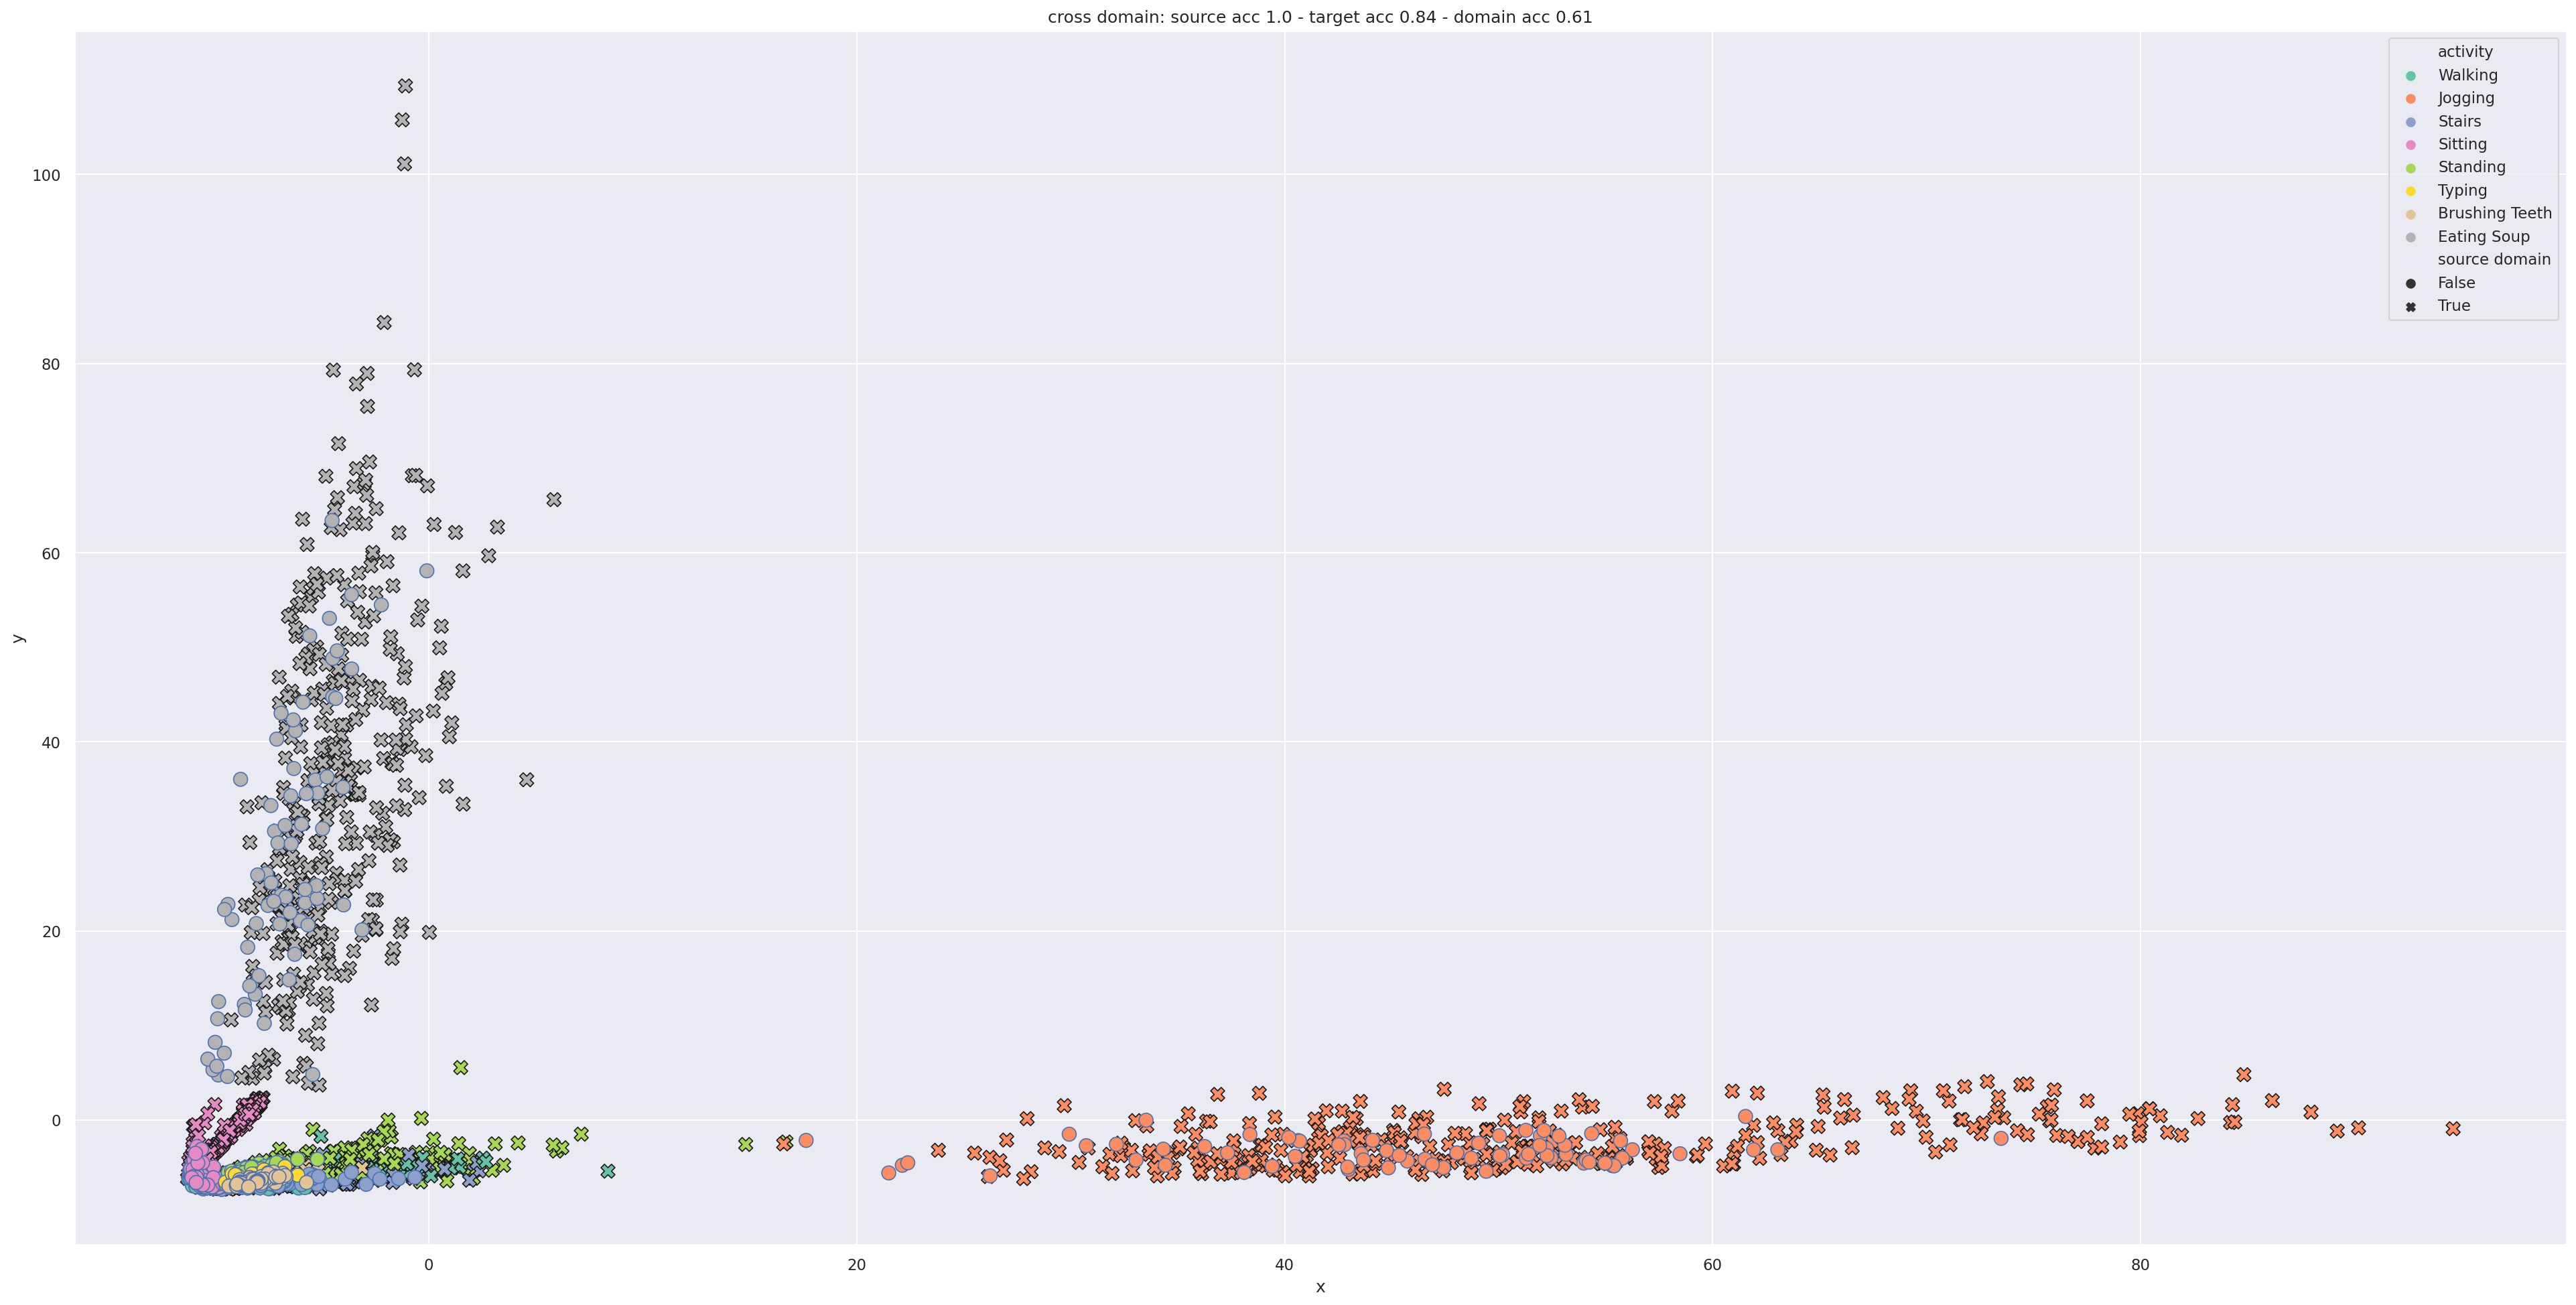 cross domain: source acc 1.0 - target acc 0.84 - domain acc 0.61
activity
Walking
Jogging
Stairs
Sitting
Standing
Typing
Brushing Teeth
Eating Soup
source domain
False
True
100
80
60
40
20
0
y
0
20
40
60
80
x